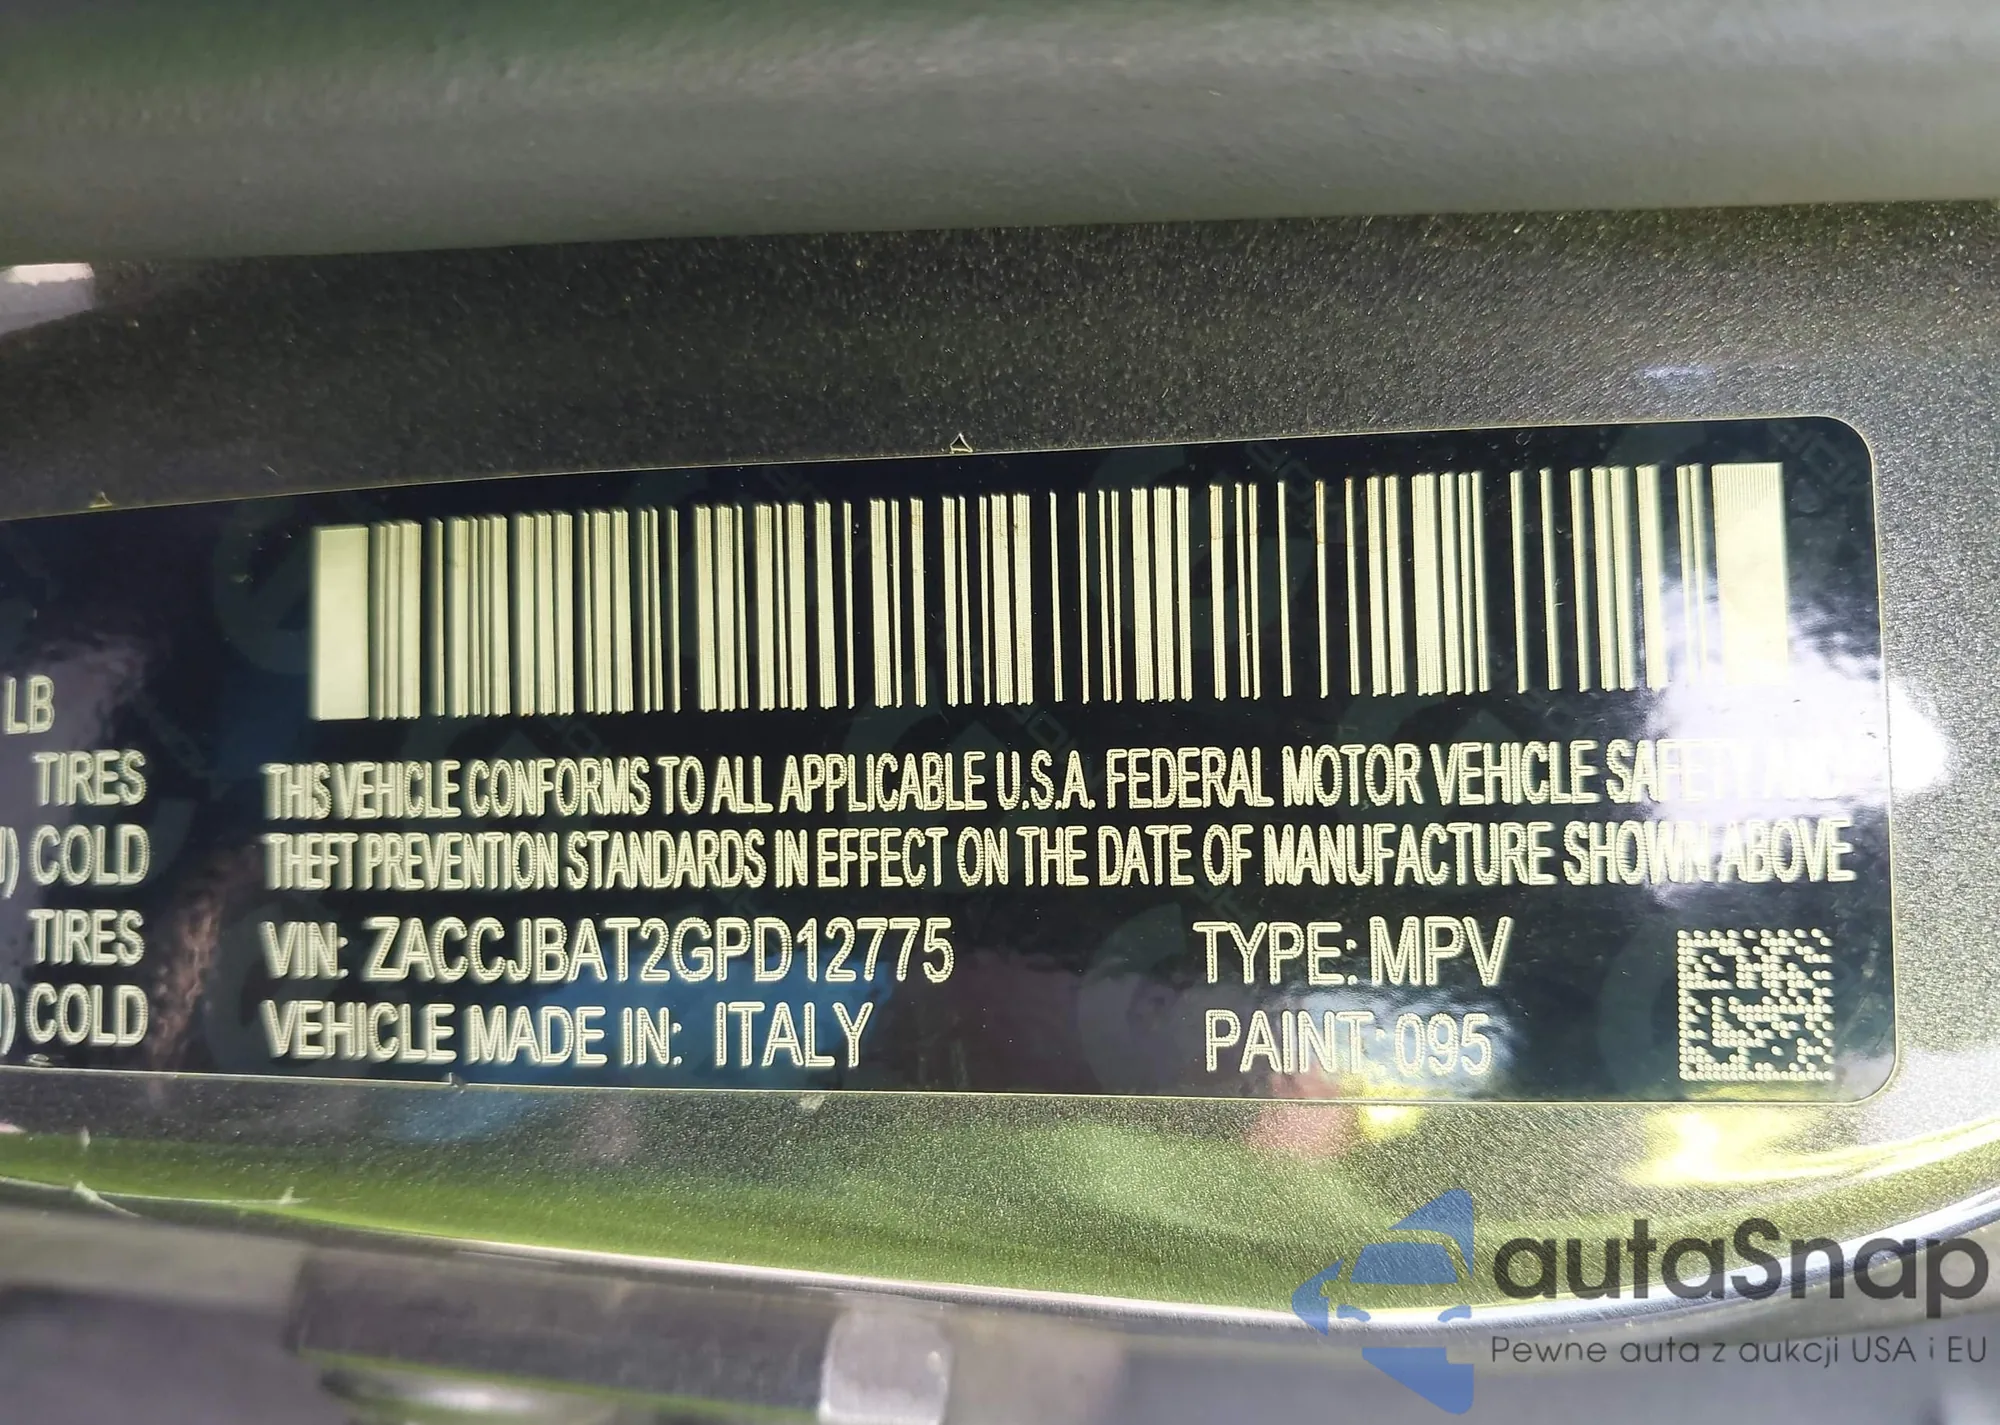 LB
TIRES
COLD
TIRES
COLD
THIS VEHICLE CONFORMS TO ALL APPLICABLE U.S.A. FEDERAL MOTOR VEHICLE SAFETY AND
THEFT PREVENTION STANDARDS IN EFFECT ON THE DATE OF MANUFACTURE SHOWN ABOVE
VIN: ZACCJBAT2GPD12775 TYPE: MPV
VEHICLE MADE IN: ITALY PAINT: 095
autaSnap
Pewne auta z aukcji USA i EU